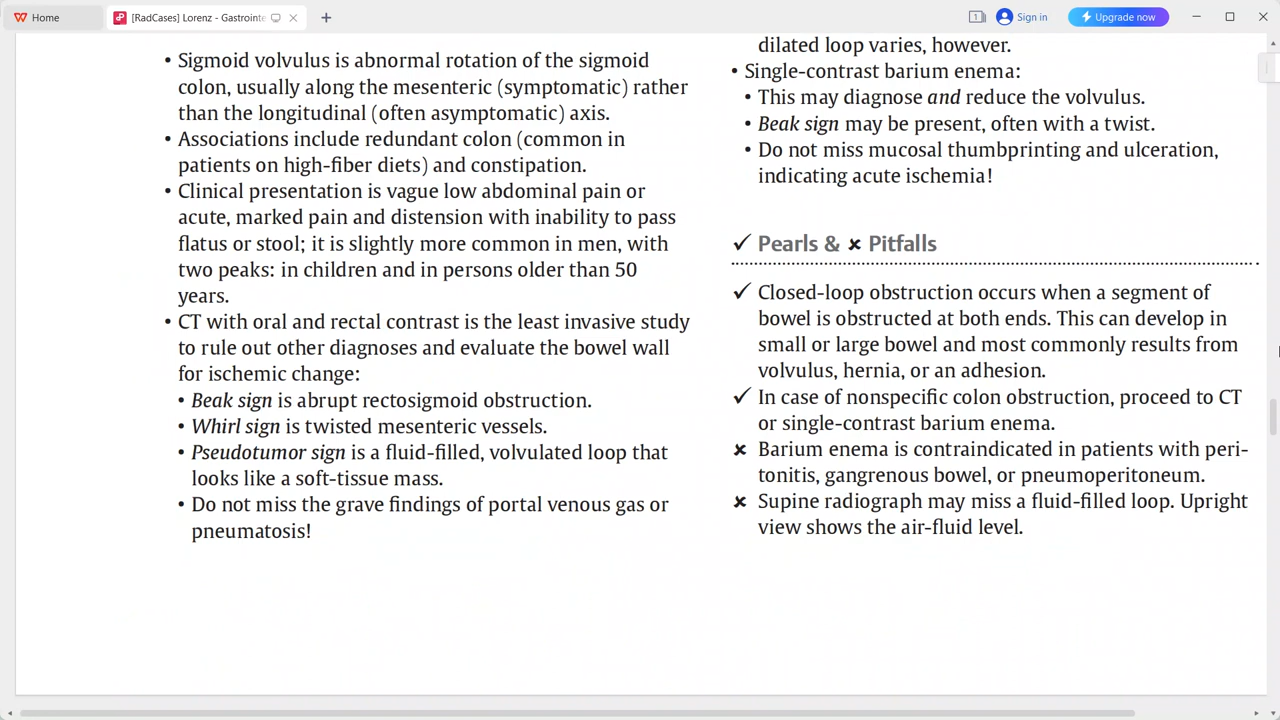 Home
[RadCases] Lorenz - Gastrointe
1
Sign in
Upgrade now
• Sigmoid volvulus is abnormal rotation of the sigmoid
colon, usually along the mesenteric (symptomatic) rather
than the longitudinal (often asymptomatic) axis.
• Associations include redundant colon (common in
patients on high-fiber diets) and constipation.
• Clinical presentation is vague low abdominal pain or
acute, marked pain and distension with inability to pass
flatus or stool; it is slightly more common in men, with
two peaks: in children and in persons older than 50
years.
• CT with oral and rectal contrast is the least invasive study
to rule out other diagnoses and evaluate the bowel wall
for ischemic change:
• Beak sign is abrupt rectosigmoid obstruction.
• Whirl sign is twisted mesenteric vessels.
• Pseudotumor sign is a fluid-filled, volvulated loop that
looks like a soft-tissue mass.
• Do not miss the grave findings of portal venous gas or
pneumatosis!
dilated loop varies, however.
• Single-contrast barium enema:
• This may diagnose and reduce the volvulus.
• Beak sign may be present, often with a twist.
• Do not miss mucosal thumbprinting and ulceration,
indicating acute ischemia!
✓ Pearls & ✗ Pitfalls
✓ Closed-loop obstruction occurs when a segment of
bowel is obstructed at both ends. This can develop in
small or large bowel and most commonly results from
volvulus, hernia, or an adhesion.
✓ In case of nonspecific colon obstruction, proceed to CT
or single-contrast barium enema.
✗ Barium enema is contraindicated in patients with peri-
tonitis, gangrenous bowel, or pneumoperitoneum.
✗ Supine radiograph may miss a fluid-filled loop. Upright
view shows the air-fluid level.